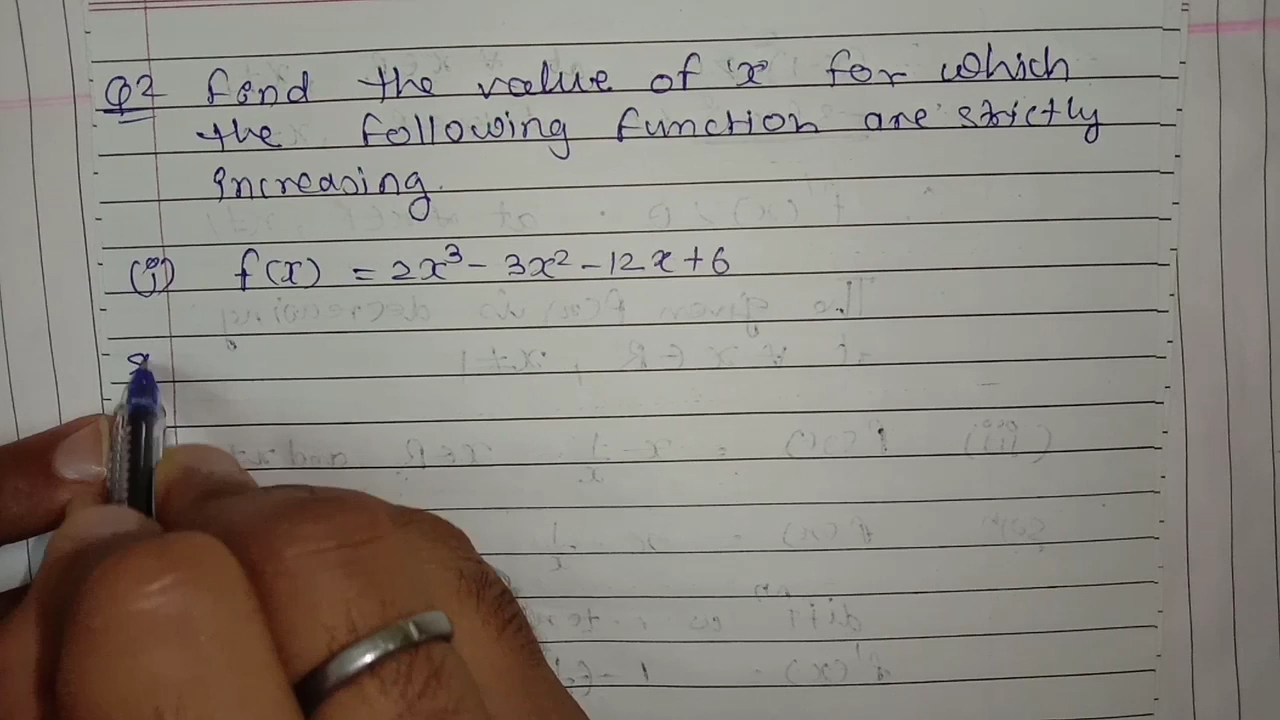 Q2 Find the value of 'x' for which
the following function are strictly
increasing.
(i) f(x) = 2x³ - 3x² - 12x + 6